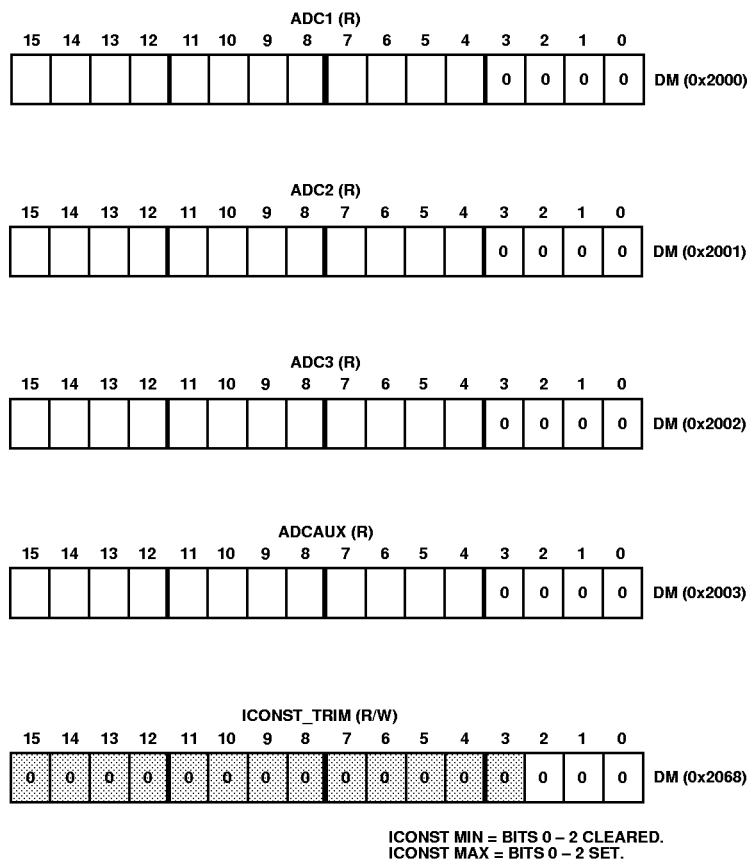 ADC1 (R)
15 14 13 12 11 10 9 8 7 6 5 4 3 2 1 0
0 0 0 0 DM (0x2000)
ADC2 (R)
15 14 13 12 11 10 9 8 7 6 5 4 3 2 1 0
0 0 0 0 DM (0x2001)
ADC3 (R)
15 14 13 12 11 10 9 8 7 6 5 4 3 2 1 0
0 0 0 0 DM (0x2002)
ADCAUX (R)
15 14 13 12 11 10 9 8 7 6 5 4 3 2 1 0
0 0 0 0 DM (0x2003)
ICONST_TRIM (R/W)
15 14 13 12 11 10 9 8 7 6 5 4 3 2 1 0
0 0 0 0 0 0 0 0 0 0 0 0 0 0 0 0 DM (0x2068)
ICONST MIN = BITS 0 – 2 CLEARED.
ICONST MAX = BITS 0 – 2 SET.